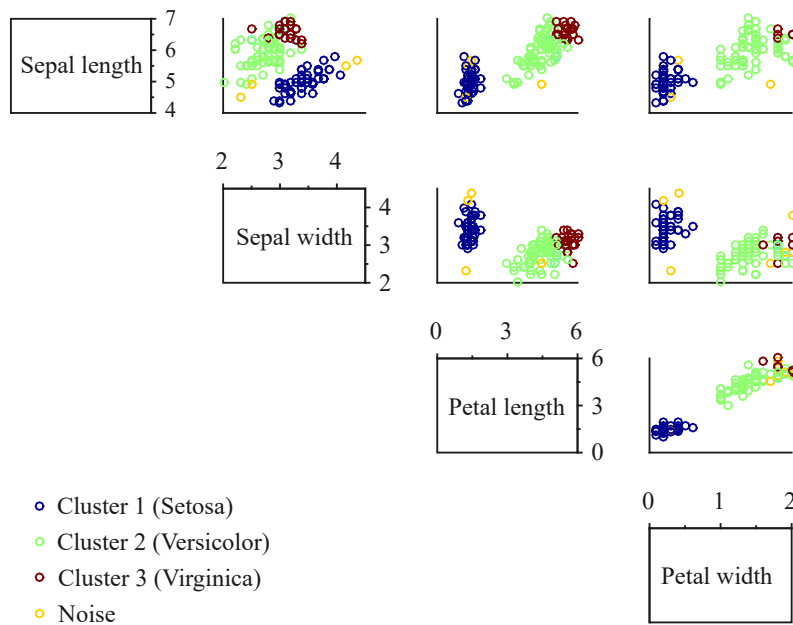 7
6
5
4
Sepal length
2 3 4
4
3
2
Sepal width
0 3 6
6
3
0
Petal length
0 1 2
Petal width
Cluster 1 (Setosa)
Cluster 2 (Versicolor)
Cluster 3 (Virginica)
Noise